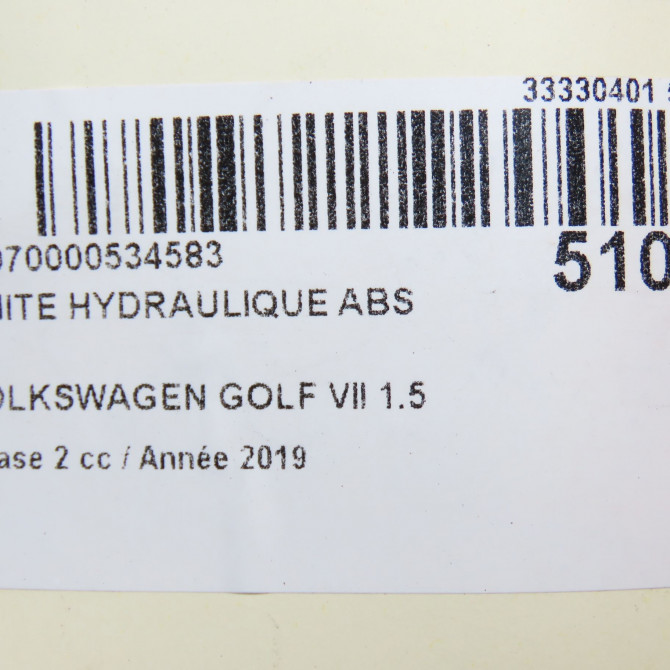 33330401
070000534583
510
NITE HYDRAULIQUE ABS
OLKSWAGEN GOLF VII 1.5
ase 2 cc / Année 2019